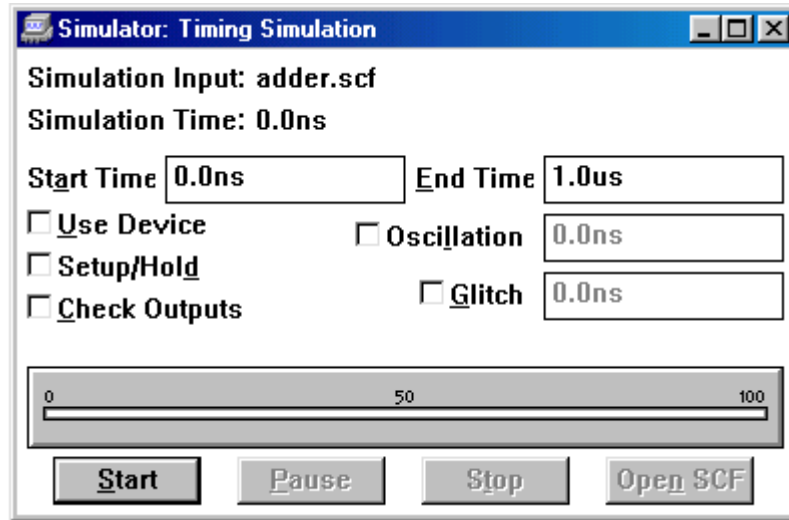 Simulator: Timing Simulation
Simulation Input: adder.scf
Simulation Time: 0.0ns
Start Time 0.0ns End Time 1.0us
Use Device
Oscillation 0.0ns
Setup/Hold
Glitch 0.0ns
Check Outputs
0 50 100
Start Pause Stop Open SCF